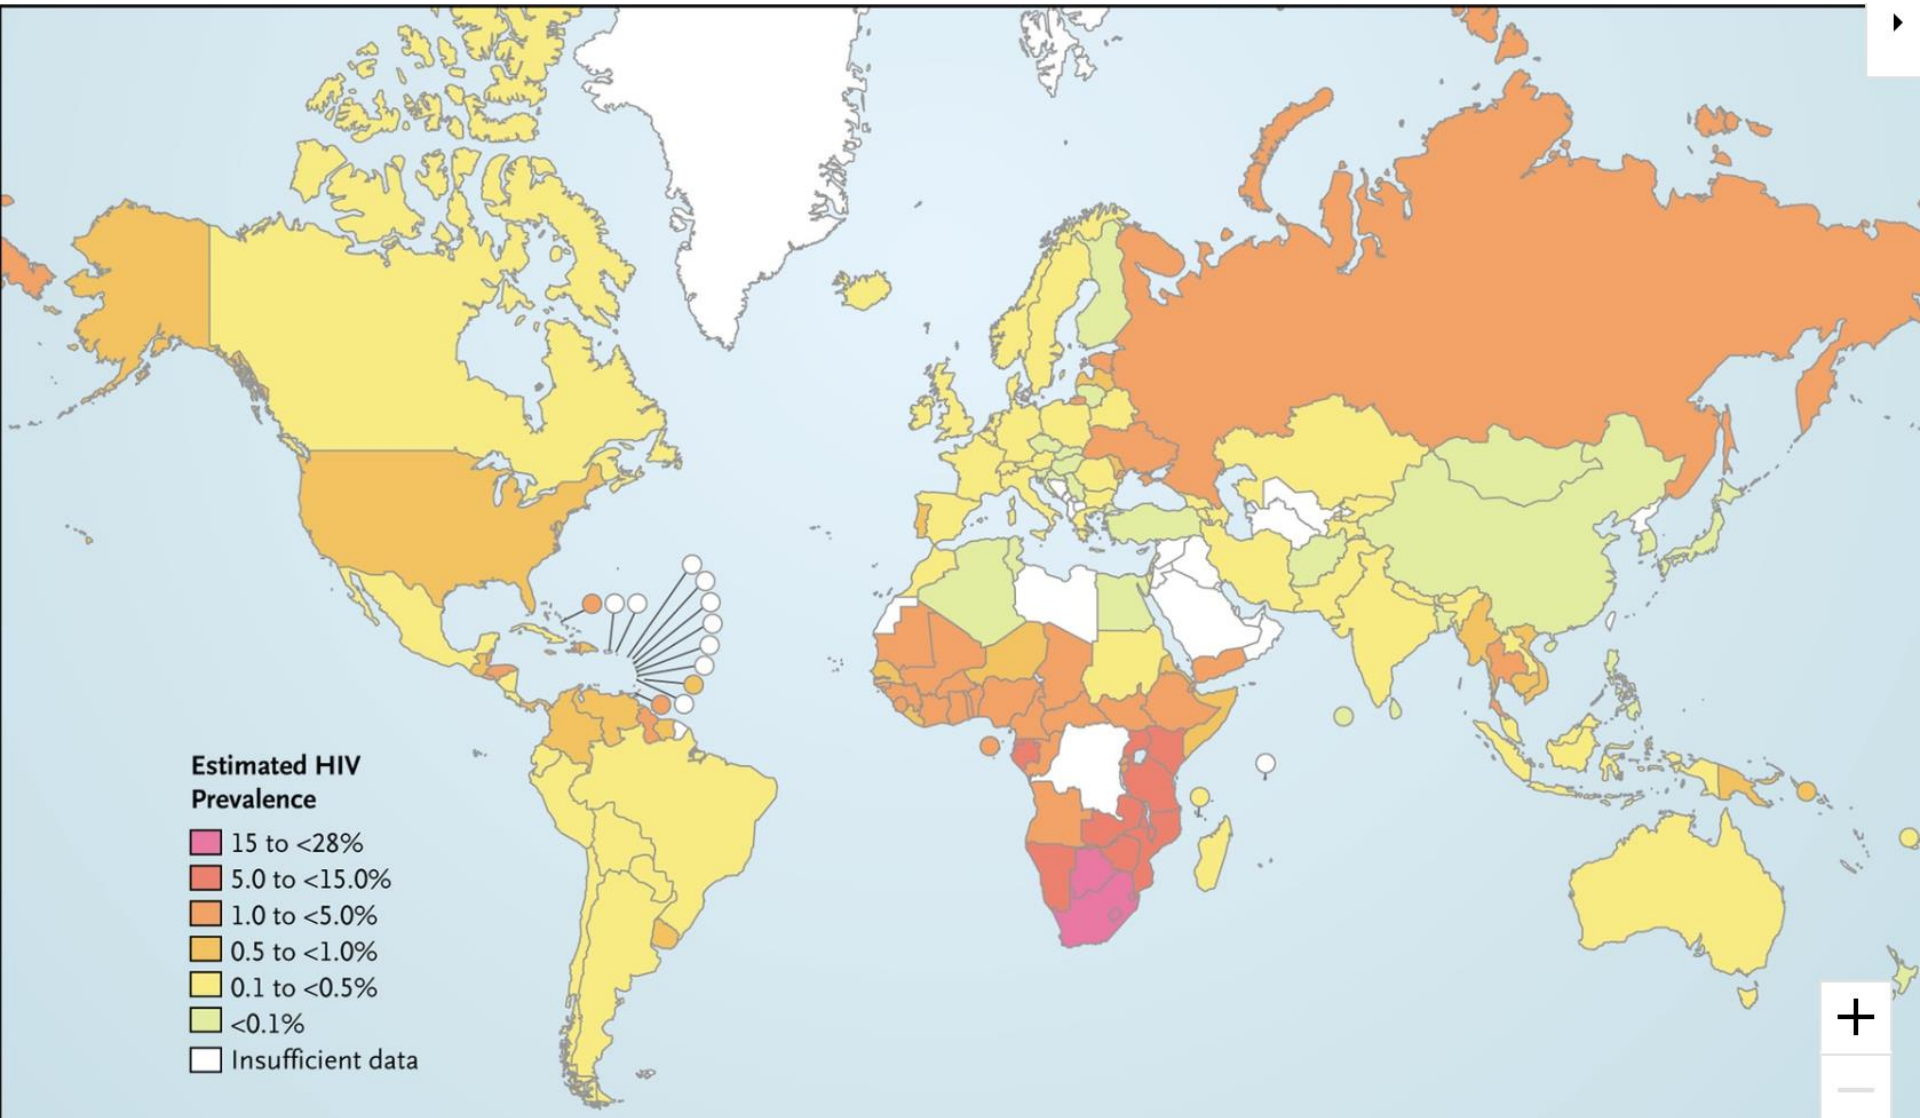 Estimated HIV
Prevalence
15 to <28%
5.0 to <15.0%
1.0 to <5.0%
0.5 to <1.0%
0.1 to <0.5%
<0.1%
Insufficient data